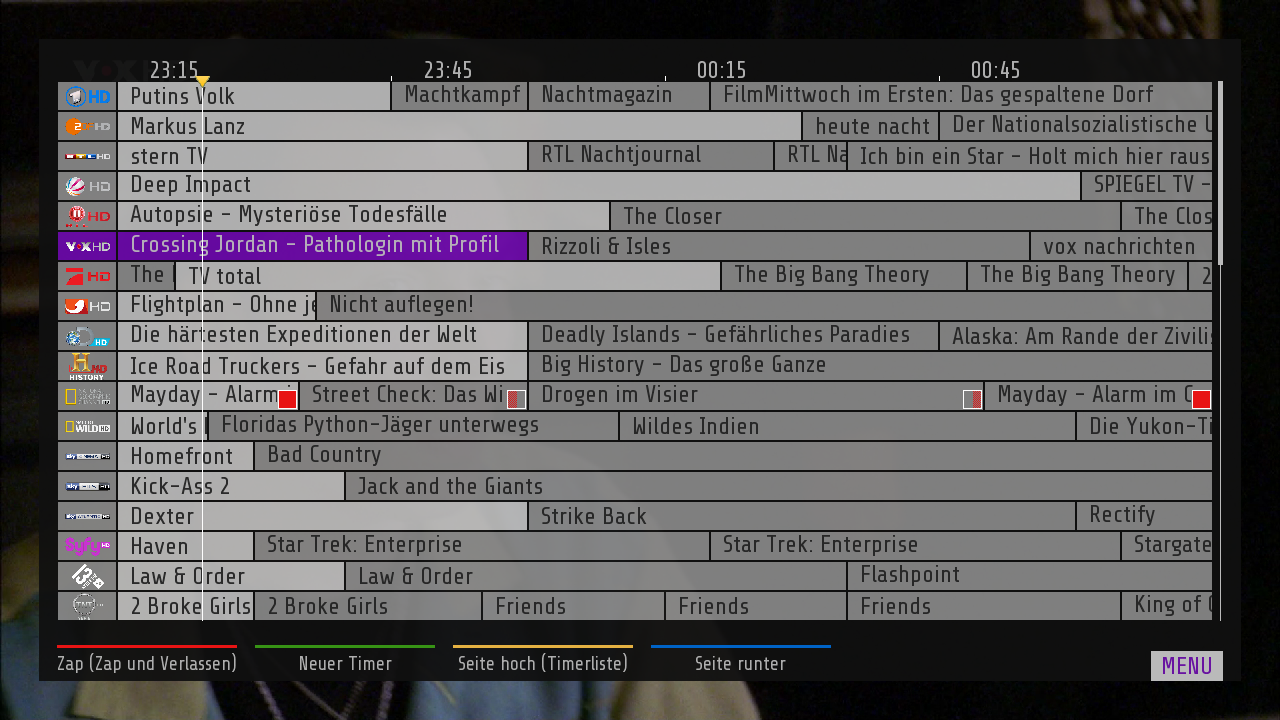 23:15 23:45 00:15 00:45
HD Putins Volk Machtkampf Nachtmagazin FilmMittwoch im Ersten: Das gespaltene Dorf
HD Markus Lanz heute nacht Der Nationalsozialistische U
HD stern TV RTL Nachtjournal RTL Na Ich bin ein Star - Holt mich hier raus
HD Deep Impact SPIEGEL TV -
HD Autopsie - Mysteriöse Todesfälle The Closer The Clos
VOX HD Crossing Jordan - Pathologin mit Profil Rizzoli & Isles vox nachrichten
HD The TV total The Big Bang Theory The Big Bang Theory 2
HD Flightplan - Ohne je Nicht auflegen!
HD Die härtesten Expeditionen der Welt Deadly Islands - Gefährliches Paradies Alaska: Am Rande der Zivilis
HISTORY HD Ice Road Truckers - Gefahr auf dem Eis Big History - Das große Ganze
Mayday - Alarm Street Check: Das Wi Drogen im Visier Mayday - Alarm im C
WILD HD World's Floridas Python-Jäger unterwegs Wildes Indien Die Yukon-Ti
sky Homefront Bad Country
sky Kick-Ass 2 Jack and the Giants
sky Dexter Strike Back Rectify
Syfy HD Haven Star Trek: Enterprise Star Trek: Enterprise Stargate
13 Law & Order Law & Order Flashpoint
TNT 2 Broke Girls 2 Broke Girls Friends Friends Friends King of
Zap (Zap und Verlassen) Neuer Timer Seite hoch (Timerliste) Seite runter
MENU